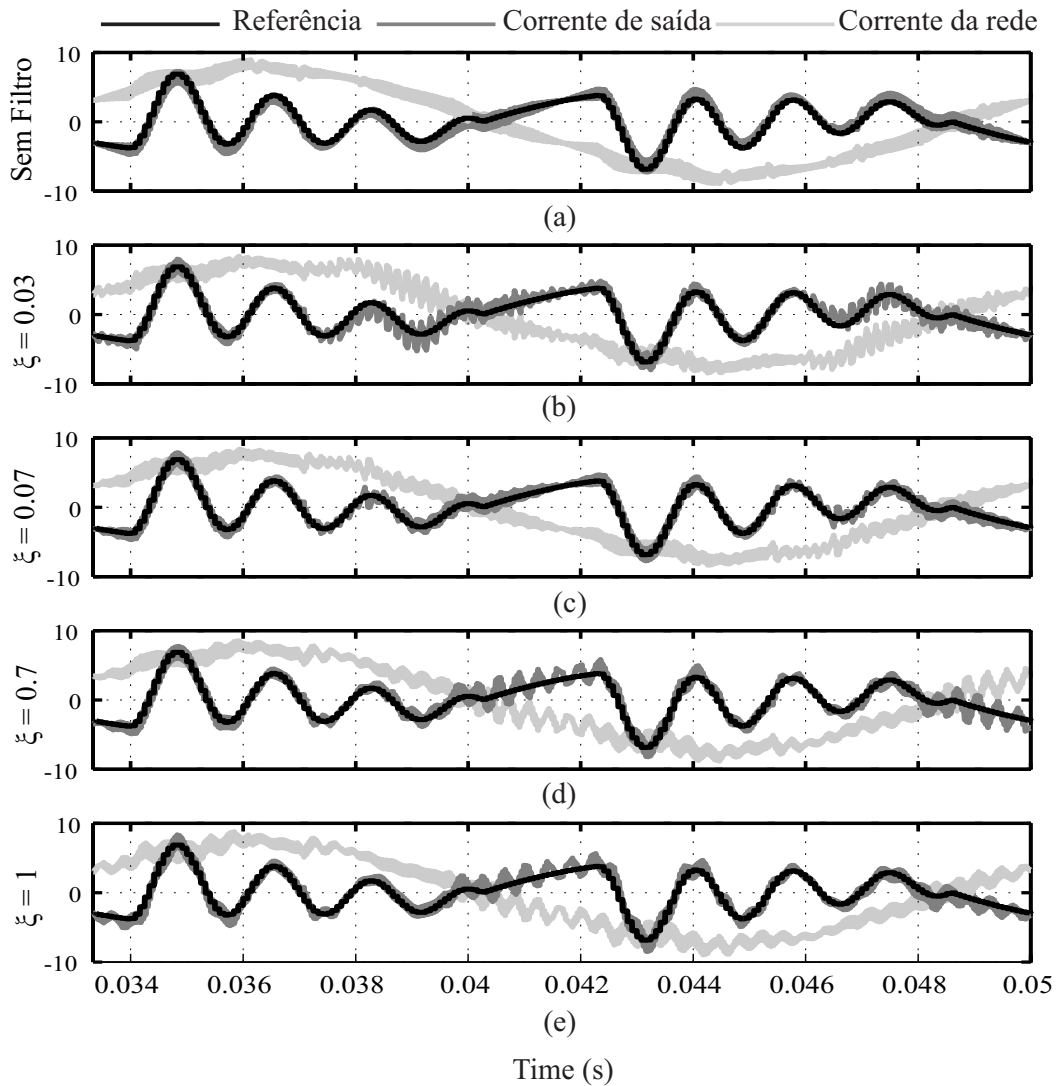 Referência Corrente de saída Corrente da rede
Sem Filtro
10
0
-10
(a)
ξ = 0.03
10
0
-10
(b)
ξ = 0.07
10
0
-10
(c)
ξ = 0.7
10
0
-10
(d)
ξ = 1
10
0
-10
0.034 0.036 0.038 0.04 0.042 0.044 0.046 0.048 0.05
(e)
Time (s)